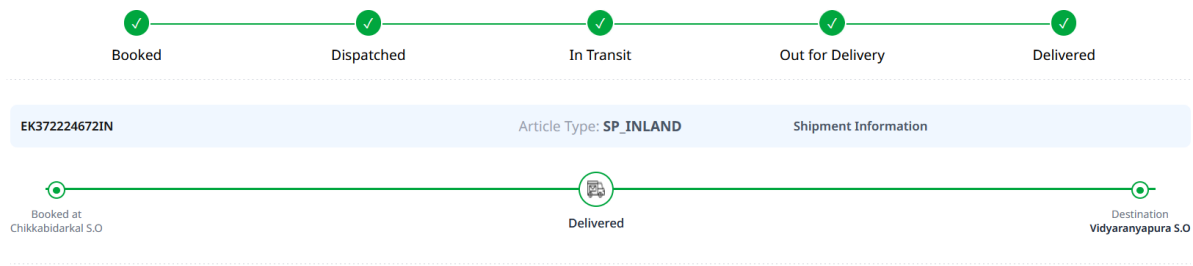 Booked
Dispatched
In Transit
Out for Delivery
Delivered
EK372224672IN
Article Type: SP_INLAND
Shipment Information
Booked at
Chikkabidarkal S.O
Delivered
Destination
Vidyaranyapura S.O